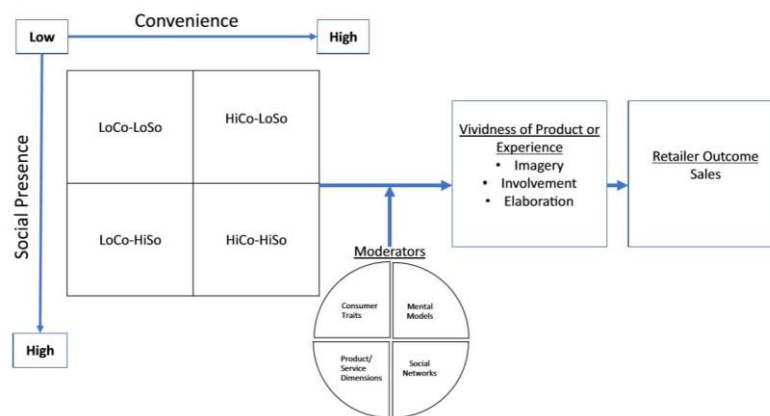 Convenience
Low
High
LoCo-LoSo
HiCo-LoSo
Social Presence
LoCo-HiSo
HiCo-HiSo
High
Moderators
Consumer
Traits
Mental
Models
Product/
Service
Dimensions
Social
Networks
Vividness of Product or
Experience
• Imagery
• Involvement
• Elaboration
Retailer Outcome
Sales